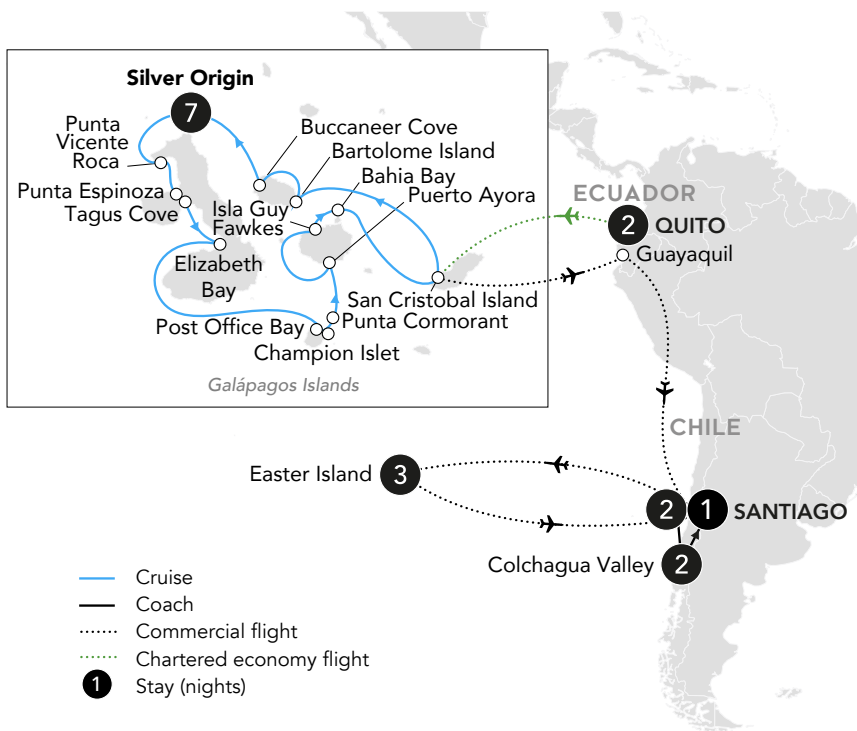 Silver Origin
7
Punta
Vicente
Roca
Buccaneer Cove
Bartolome Island
Bahia Bay
Puerto Ayora
Punta Espinoza
Tagus Cove
Isla Guy
Fawkes
Elizabeth
Bay
San Cristobal Island
Post Office Bay
Punta Cormorant
Champion Islet
Galápagos Islands
ECUADOR
2
QUITO
Guayaquil
CHILE
Easter Island
3
2
1
SANTIAGO
Colchagua Valley
2
Cruise
Coach
Commercial flight
Chartered economy flight
1
Stay (nights)